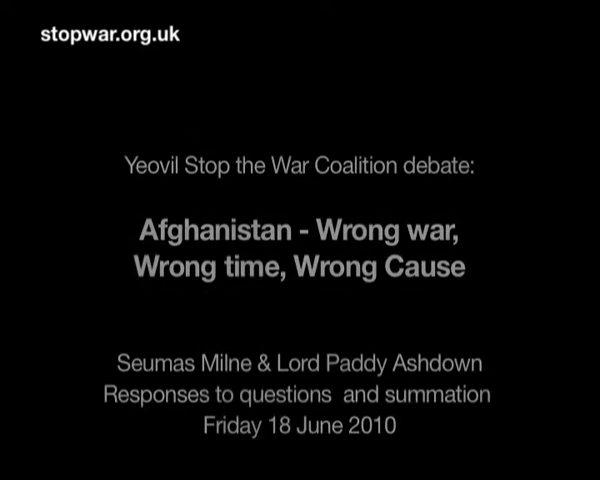 stopwar.org.uk
Yeovil Stop the War Coalition debate:
Afghanistan - Wrong war,
Wrong time, Wrong Cause
Seumas Milne & Lord Paddy Ashdown
Responses to questions and summation
Friday 18 June 2010